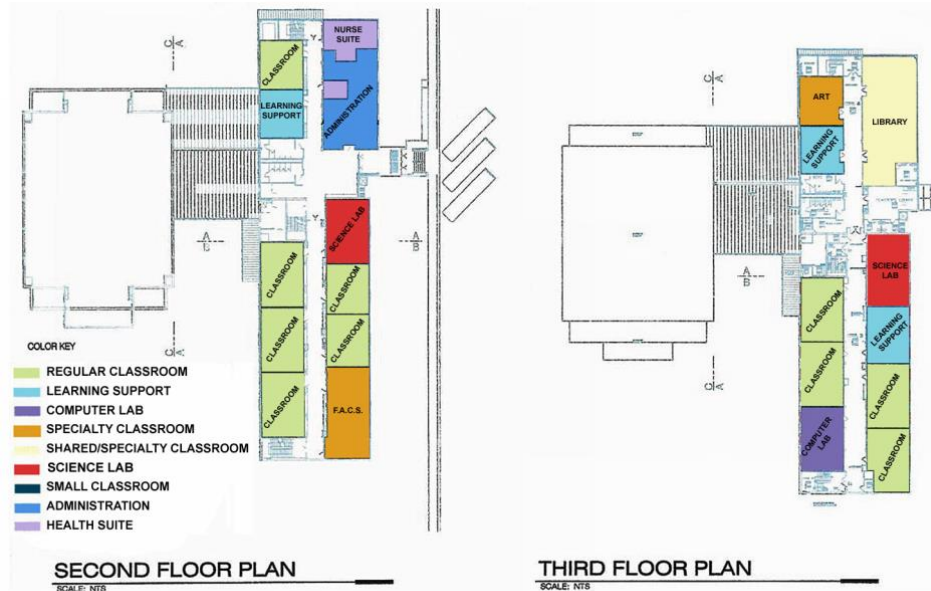 NURSE
SUITE
CLASSROOM
LEARNING
SUPPORT
ADMINISTRATION
C
A
A
B
A
B
C
A
SCIENCE LAB
CLASSROOM
CLASSROOM
CLASSROOM
CLASSROOM
CLASSROOM
F.A.C.S.
COLOR KEY
REGULAR CLASSROOM
LEARNING SUPPORT
COMPUTER LAB
SPECIALTY CLASSROOM
SHARED/SPECIALTY CLASSROOM
SCIENCE LAB
SMALL CLASSROOM
ADMINISTRATION
HEALTH SUITE
SECOND FLOOR PLAN
SCALE: NTS
C
A
ART
LIBRARY
LEARNING
SUPPORT
A
B
SCIENCE
LAB
CLASSROOM
LEARNING
SUPPORT
CLASSROOM
C
A
CLASSROOM
COMPUTER
LAB
CLASSROOM
THIRD FLOOR PLAN
SCALE: NTS